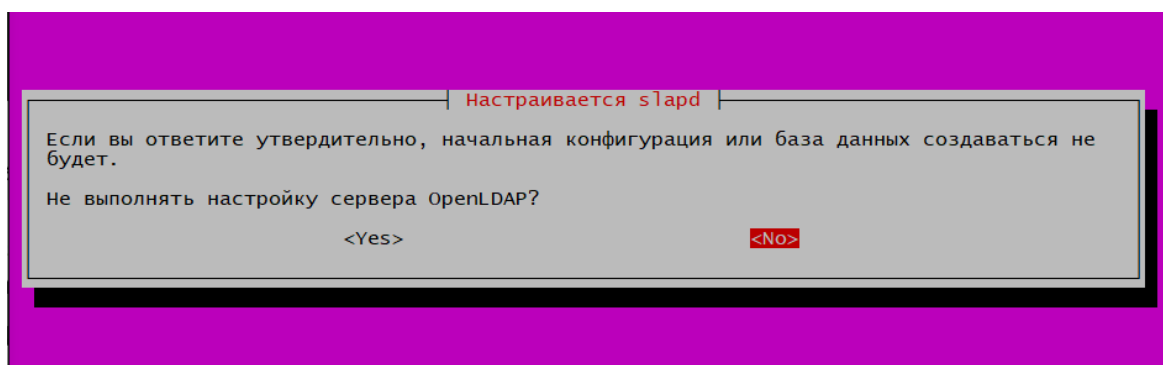 Настраивается slapd
Если вы ответите утвердительно, начальная конфигурация или база данных создаваться не
будет.
Не выполнять настройку сервера OpenLDAP?
<Yes> <No>